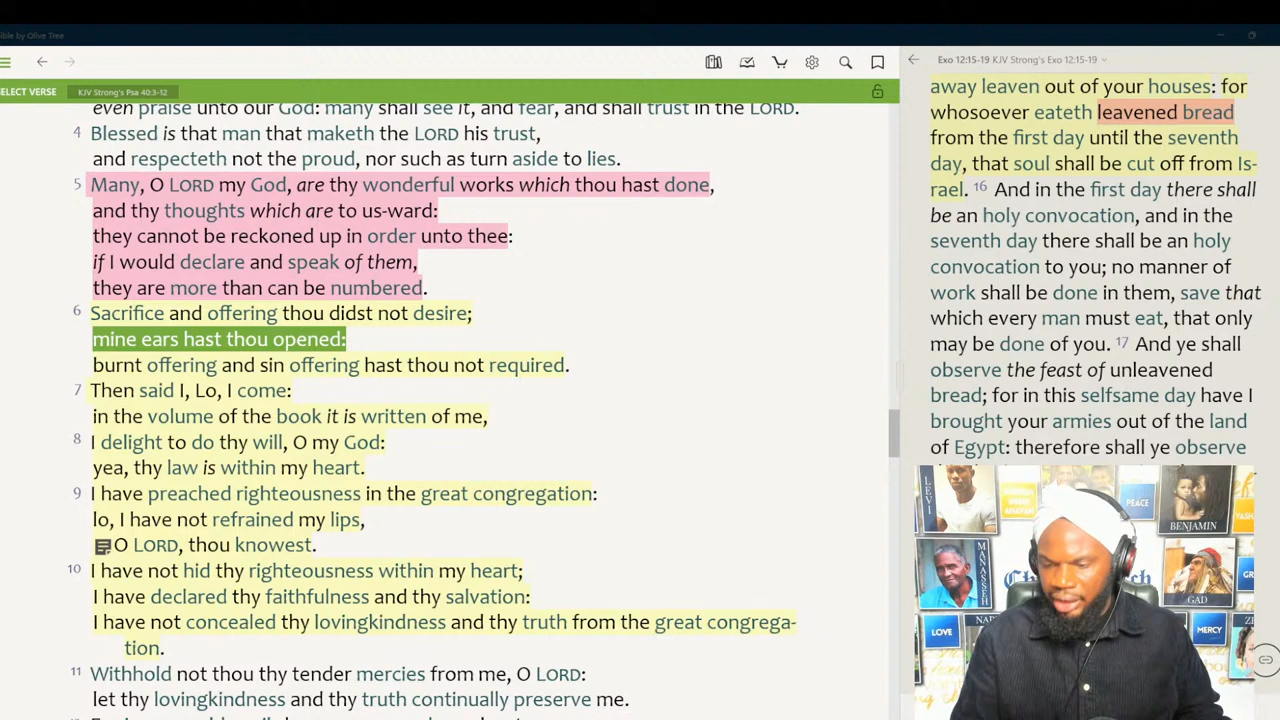 ible by Olive Tree
SELECT VERSE
KJV Strong's Psa 40:3-12
even praise unto our God: many shall see it, and fear, and shall trust in the LORD.
4 Blessed is that man that maketh the LORD his trust,
and respecteth not the proud, nor such as turn aside to lies.
5 Many, O LORD my God, are thy wonderful works which thou hast done,
and thy thoughts which are to us-ward:
they cannot be reckoned up in order unto thee:
if I would declare and speak of them,
they are more than can be numbered.
6 Sacrifice and offering thou didst not desire;
mine ears hast thou opened:
burnt offering and sin offering hast thou not required.
7 Then said I, Lo, I come:
in the volume of the book it is written of me,
8 I delight to do thy will, O my God:
yea, thy law is within my heart.
9 I have preached righteousness in the great congregation:
lo, I have not refrained my lips,
O LORD, thou knowest.
10 I have not hid thy righteousness within my heart;
I have declared thy faithfulness and thy salvation:
I have not concealed thy lovingkindness and thy truth from the great congrega-
tion.
11 Withhold not thou thy tender mercies from me, O LORD:
let thy lovingkindness and thy truth continually preserve me.
Exo 12:15-19 KJV Strong's Exo 12:15-19
away leaven out of your houses: for
whosoever eateth leavened bread
from the first day until the seventh
day, that soul shall be cut off from Is-
rael. 16 And in the first day there shall
be an holy convocation, and in the
seventh day there shall be an holy
convocation to you; no manner of
work shall be done in them, save that
which every man must eat, that only
may be done of you. 17 And ye shall
observe the feast of unleavened
bread; for in this selfsame day have I
brought your armies out of the land
of Egypt: therefore shall ye observe
LEVI
PEACE
BENJAMIN
MANASSEH
GAD
LOVE
MERCY